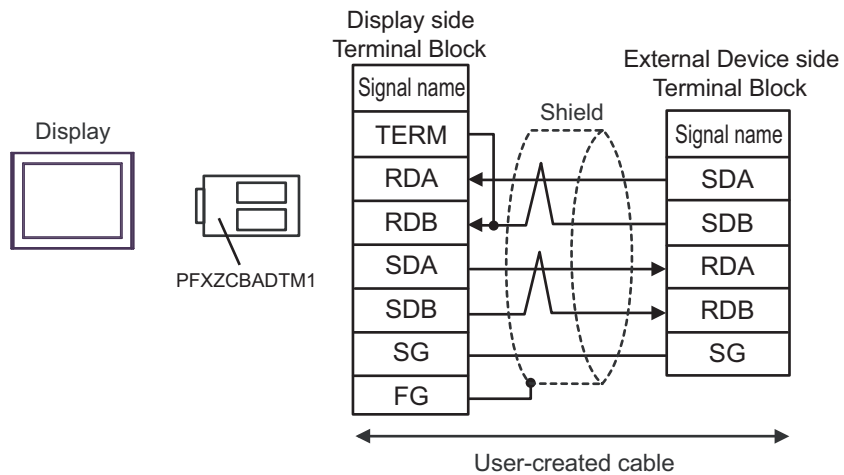 Display side
Terminal Block
External Device side
Terminal Block
Display
PFXZCBADTM1
Shield
Signal name
TERM
RDA
RDB
SDA
SDB
SG
FG
Signal name
SDA
SDB
RDA
RDB
SG
User-created cable